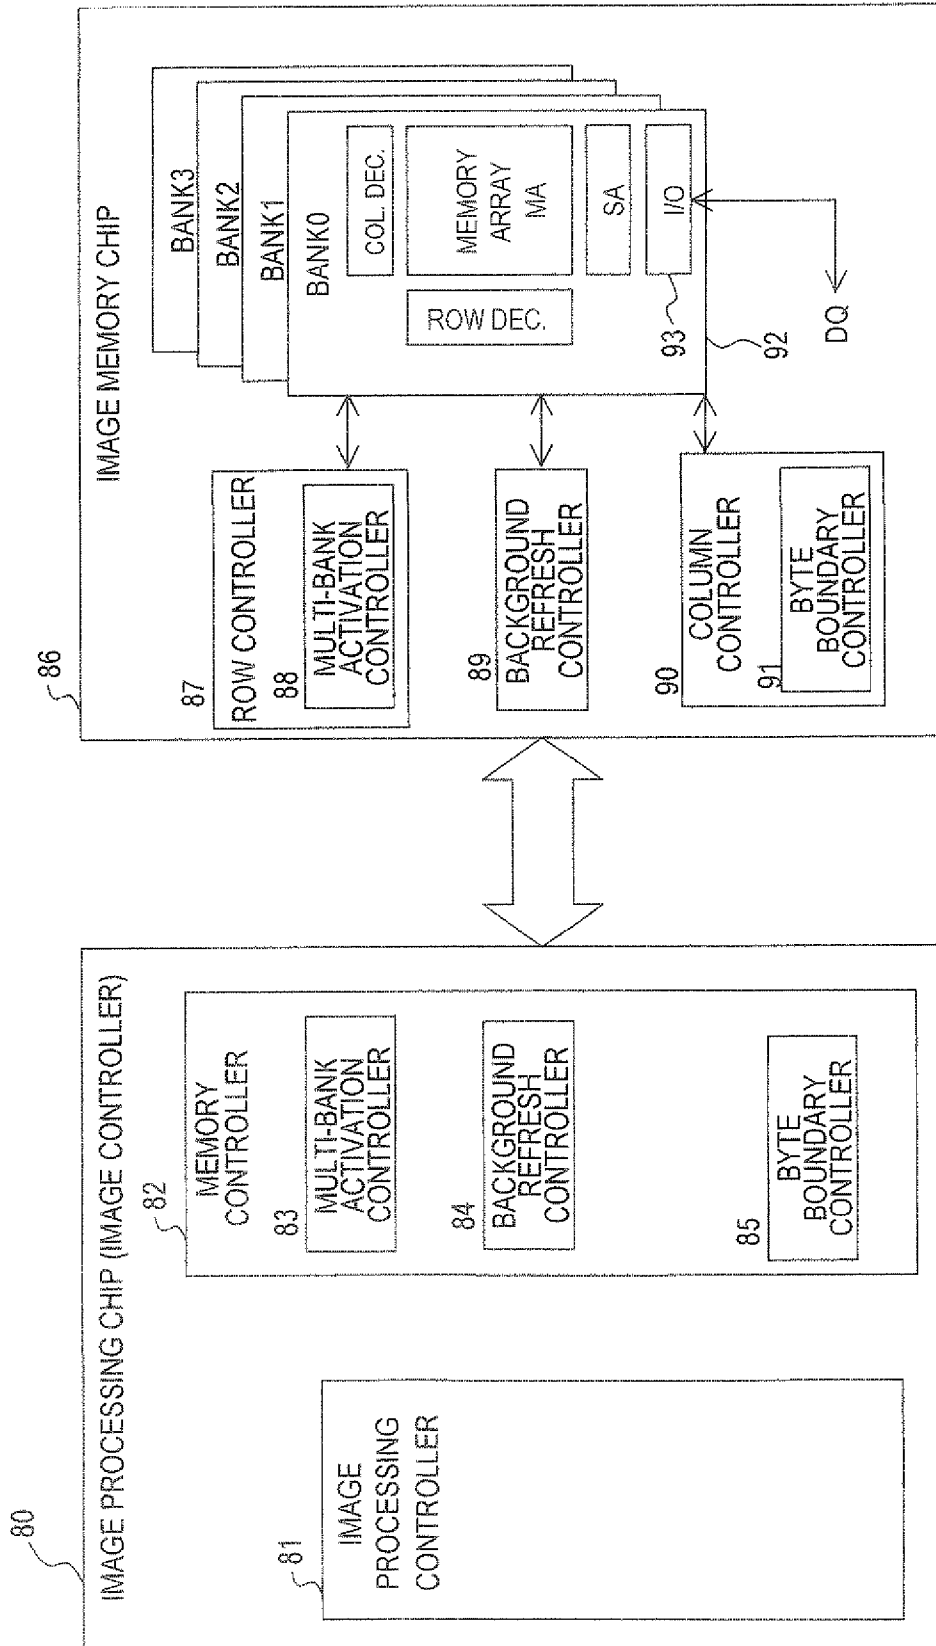 80
IMAGE PROCESSING CHIP (IMAGE CONTROLLER)
81
IMAGE
PROCESSING
CONTROLLER
82
MEMORY
CONTROLLER
83
MULTI-BANK
ACTIVATION
CONTROLLER
84
BACKGROUND
REFRESH
CONTROLLER
85
BYTE
BOUNDARY
CONTROLLER
86
IMAGE MEMORY CHIP
87
ROW CONTROLLER
88
MULTI-BANK
ACTIVATION
CONTROLLER
89
BACKGROUND
REFRESH
CONTROLLER
90
COLUMN
CONTROLLER
91
BYTE
BOUNDARY
CONTROLLER
BANK3
BANK2
BANK1
BANK0
COL. DEC.
ROW DEC.
MEMORY
ARRAY
MA
SA
I/O
93
92
DQ